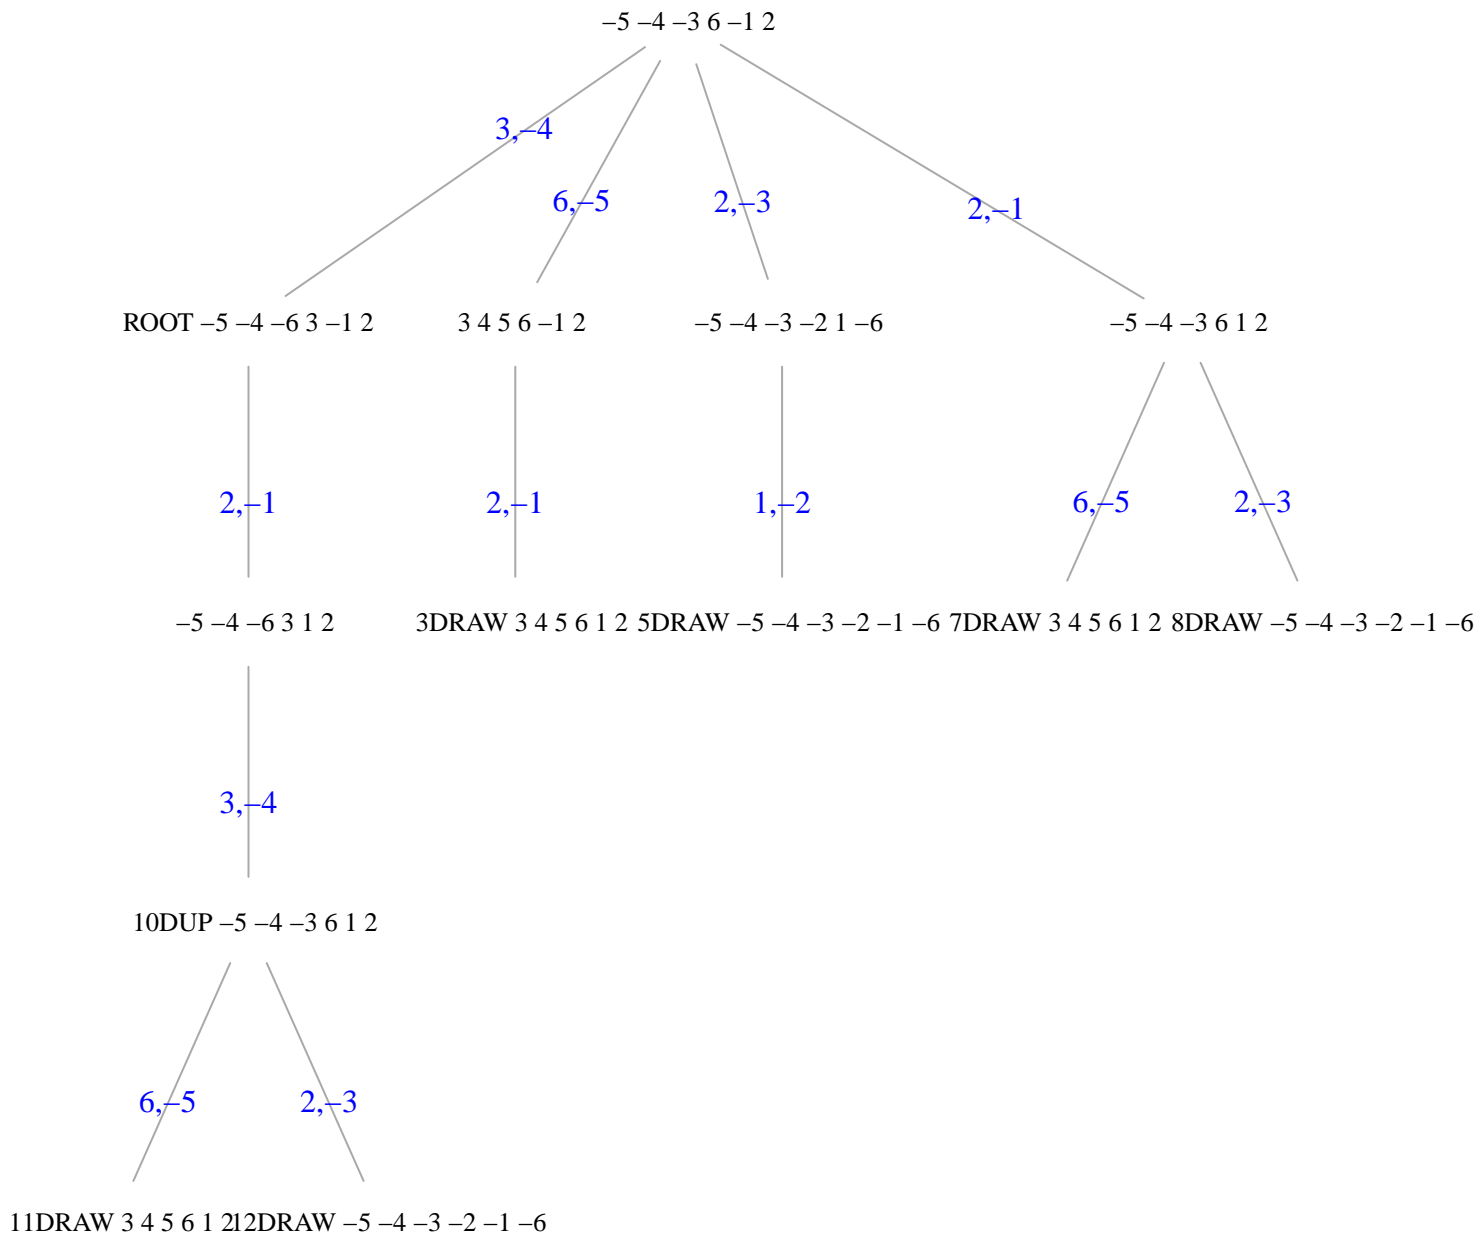 –5 –4 –3 6 –1 2
3,–4
6,–5 2,–3 2,–1
ROOT –5 –4 –6 3 –1 2 3 4 5 6 –1 2 –5 –4 –3 –2 1 –6 –5 –4 –3 6 1 2
2,–1 2,–1 1,–2 6,–5 2,–3
–5 –4 –6 3 1 2 3DRAW 3 4 5 6 1 2 5DRAW –5 –4 –3 –2 –1 –6 7DRAW 3 4 5 6 1 2 8DRAW –5 –4 –3 –2 –1 –6
3,–4
10DUP –5 –4 –3 6 1 2
6,–5 2,–3
11DRAW 3 4 5 6 1 2 12DRAW –5 –4 –3 –2 –1 –6